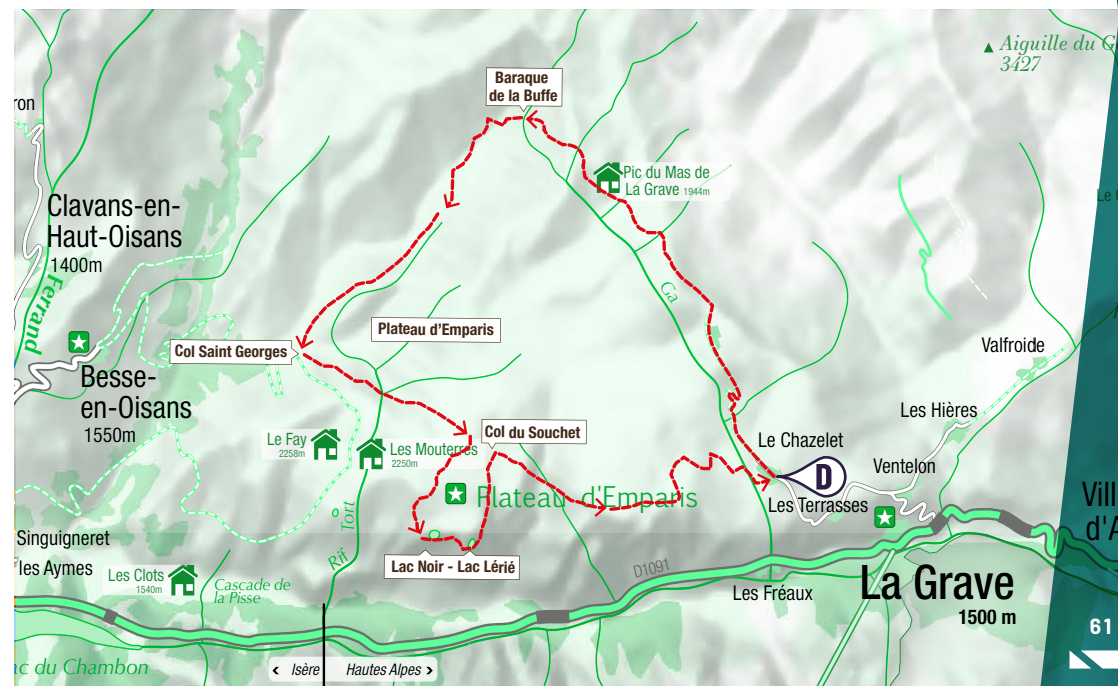 Aiguille du G
3427
Baraque
de la Buffe
ron
Pic du Mas de
La Grave 1944m
Clavans-en-
Haut-Oisans
1400m
Ferrand
Ga
Plateau d'Emparis
Col Saint Georges
Valfroide
Besse-
en-Oisans
1550m
Les Hières
Col du Souchet
Le Fay
2258m
Les Mouterres
2250m
Le Chazelet
D
Ventelon
Plateau d'Emparis
Les Terrasses
Vill
d'A
Rif Tort
Singuigneret
les Aymes
Lac Noir - Lac Lérié
Les Clots
1540m
Cascade de
la Pisse
D1091
Les Fréaux
La Grave
1500 m
61
ac du Chambon
< Isère
Hautes Alpes >